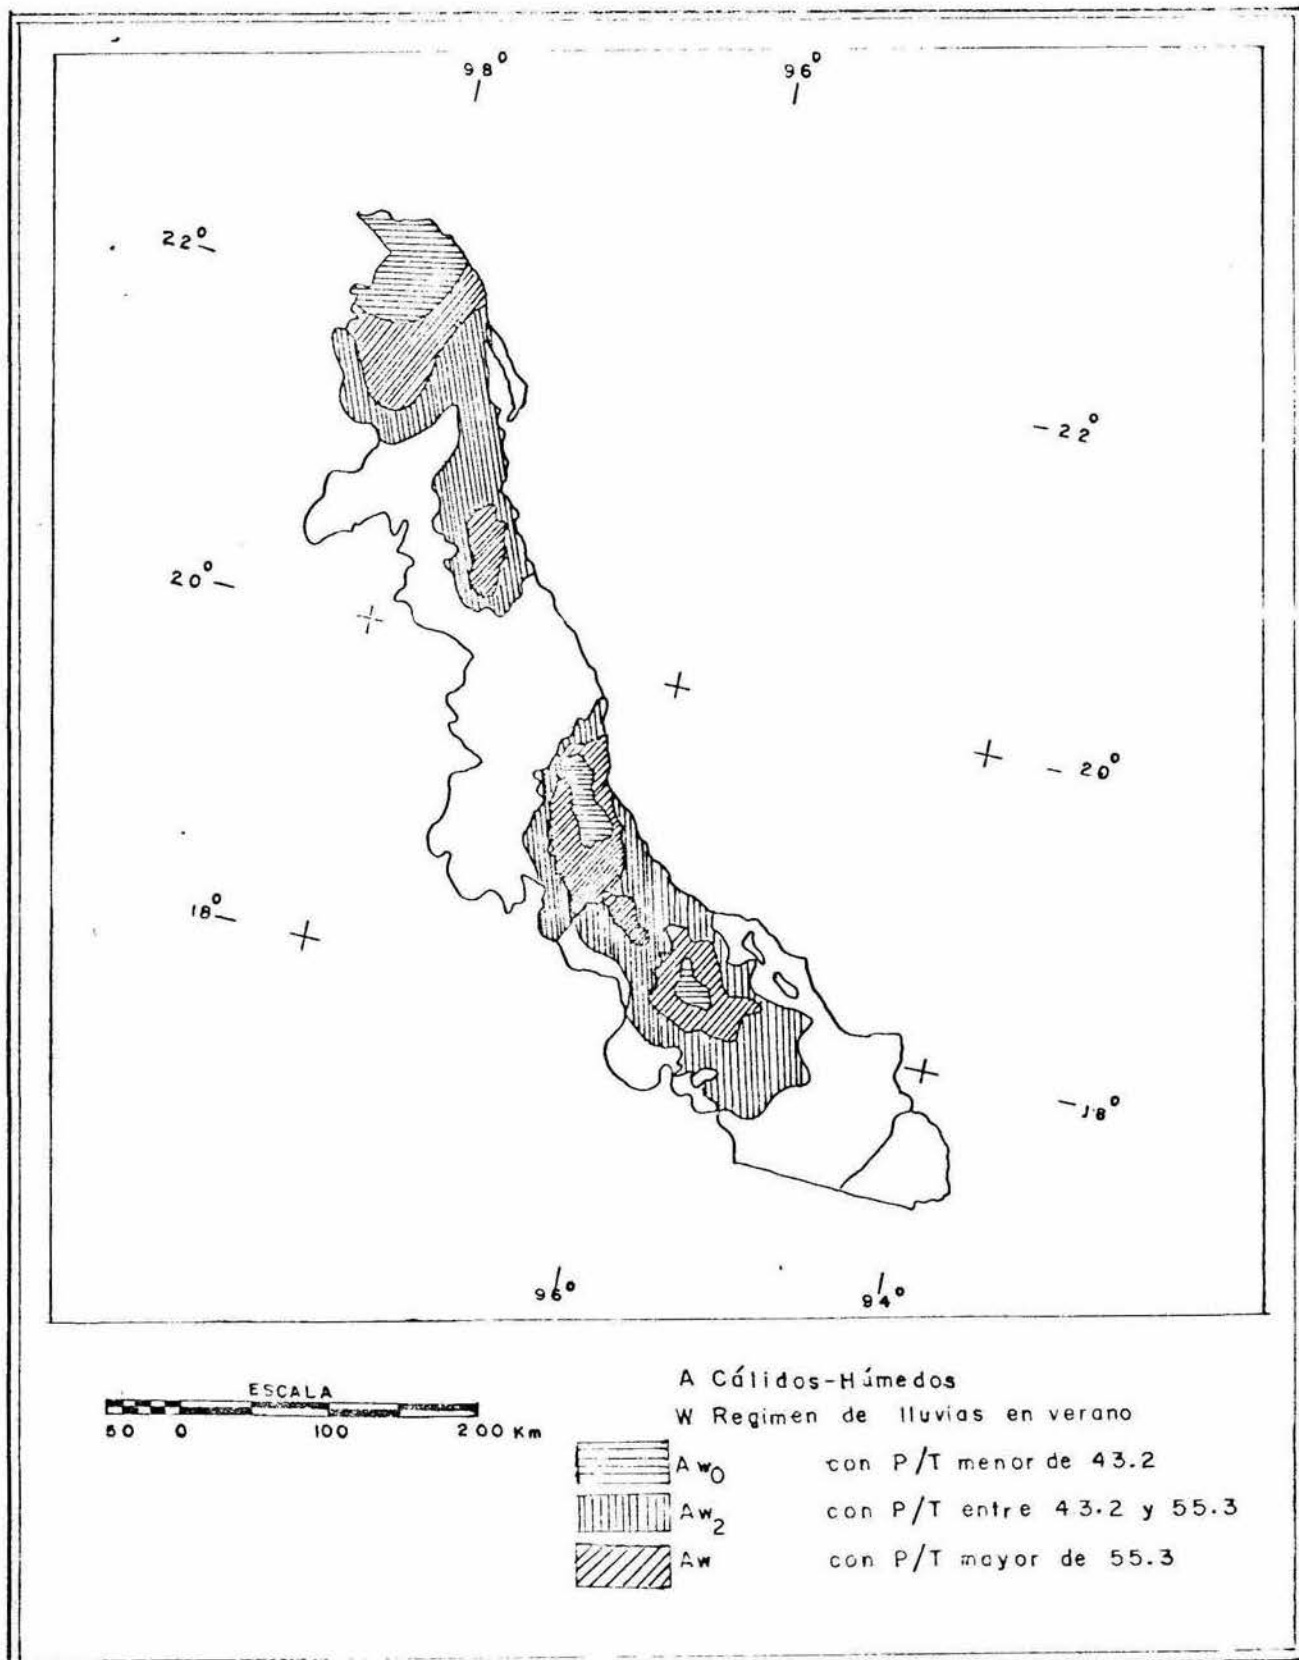 98° 96°
22°
-22°
20°
-20°
18°
-18°
96° 94°
ESCALA
50 0 100 200 Km
A Cálidos-Húmedos
W Regimen de lluvias en verano
Aw₀ con P/T menor de 43.2
Aw₂ con P/T entre 43.2 y 55.3
Aw con P/T mayor de 55.3